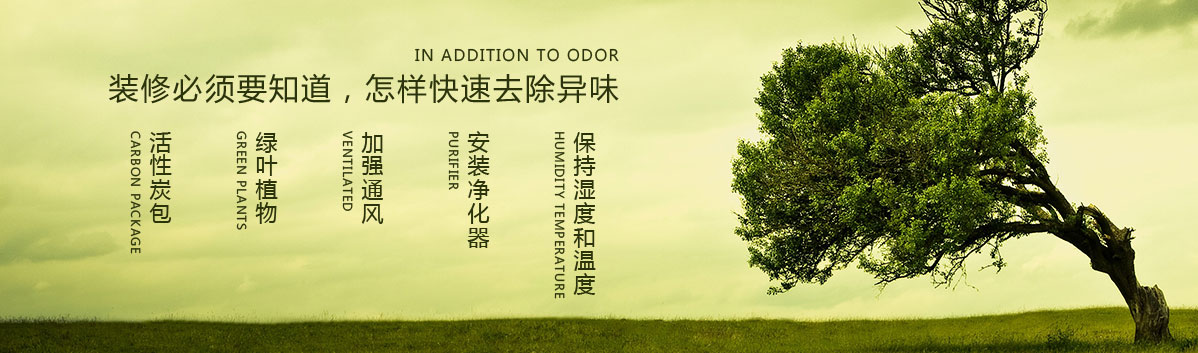 IN ADDITION TO ODOR
装修必须要知道，怎样快速去除异味
活性炭包
CARBON PACKAGE
绿叶植物
GREEN PLANTS
加强通风
VENTILATED
安装净化器
PURIFIER
保持湿度和温度
HUMIDITY TEMPERATURE